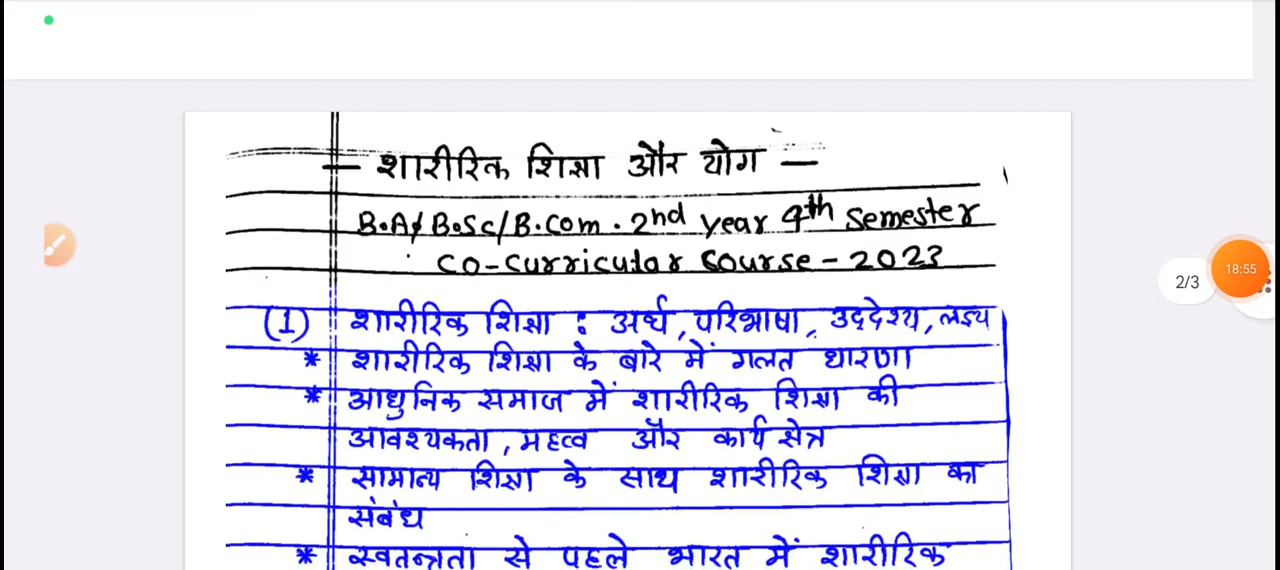 — शारीरिक शिक्षा और योग —
B.A/B.Sc/B.Com. 2nd Year 4th Semester
CO-Curricular Course - 2023
2/3
18:55
(1) शारीरिक शिक्षा : अर्थ, परिभाषा, उद्देश्य, लक्ष्य
* शारीरिक शिक्षा के बारे में गलत धारणा
* आधुनिक समाज में शारीरिक शिक्षा की
आवश्यकता, महत्व और कार्य क्षेत्र
* सामान्य शिक्षा के साथ शारीरिक शिक्षा का
संबंध
* स्वतन्त्रता से पहले भारत में शारीरिक